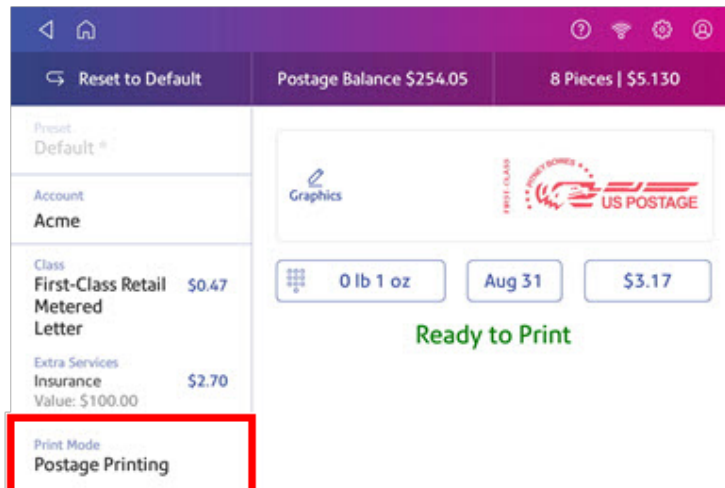 Reset to Default
Postage Balance $254.05
8 Pieces | $5.130
Preset
Default *
Account
Acme
Class
First-Class Retail $0.47
Metered
Letter
Extra Services
Insurance $2.70
Value: $100.00
Print Mode
Postage Printing
Graphics
FIRST-CLASS
PITNEY BOWES
US POSTAGE
0 lb 1 oz
Aug 31
$3.17
Ready to Print